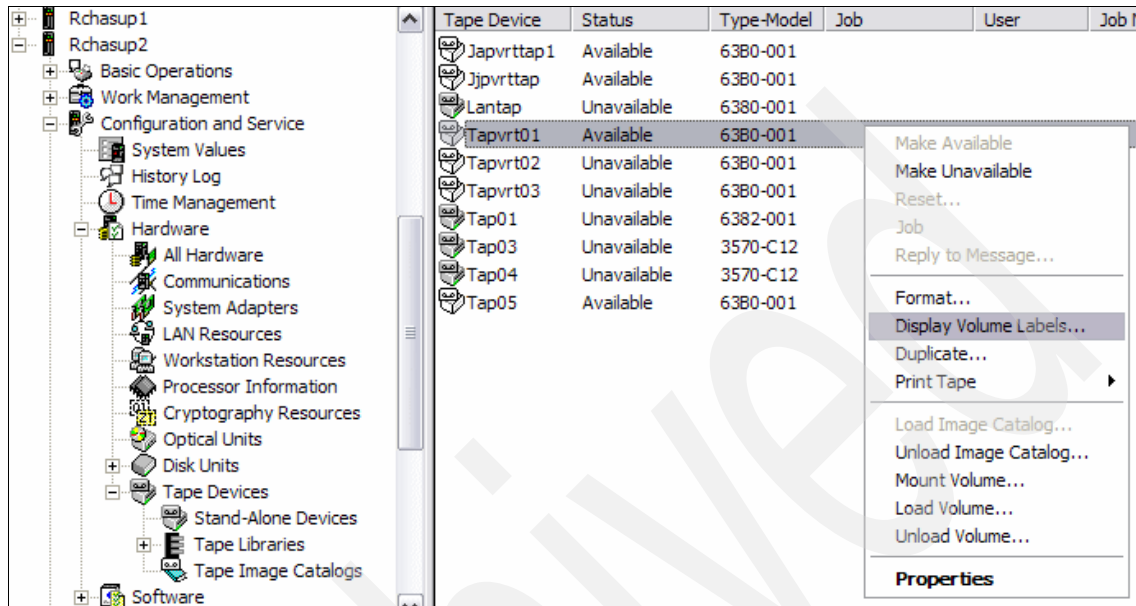 Rchasup1
Rchasup2
Basic Operations
Work Management
Configuration and Service
System Values
History Log
Time Management
Hardware
All Hardware
Communications
System Adapters
LAN Resources
Workstation Resources
Processor Information
Cryptography Resources
Optical Units
Disk Units
Tape Devices
Stand-Alone Devices
Tape Libraries
Tape Image Catalogs
Software
Tape Device Status Type-Model Job User Job
Japvrttap1 Available 63B0-001
Jjpvrttap Available 63B0-001
Lantap Unavailable 6380-001
Tapvrt01 Available 63B0-001
Tapvrt02 Unavailable 63B0-001
Tapvrt03 Unavailable 63B0-001
Tap01 Unavailable 6382-001
Tap03 Unavailable 3570-C12
Tap04 Unavailable 3570-C12
Tap05 Available 63B0-001
Make Available
Make Unavailable
Reset...
Job
Reply to Message...
Format...
Display Volume Labels...
Duplicate...
Print Tape
Load Image Catalog...
Unload Image Catalog...
Mount Volume...
Load Volume...
Unload Volume...
Properties
hived